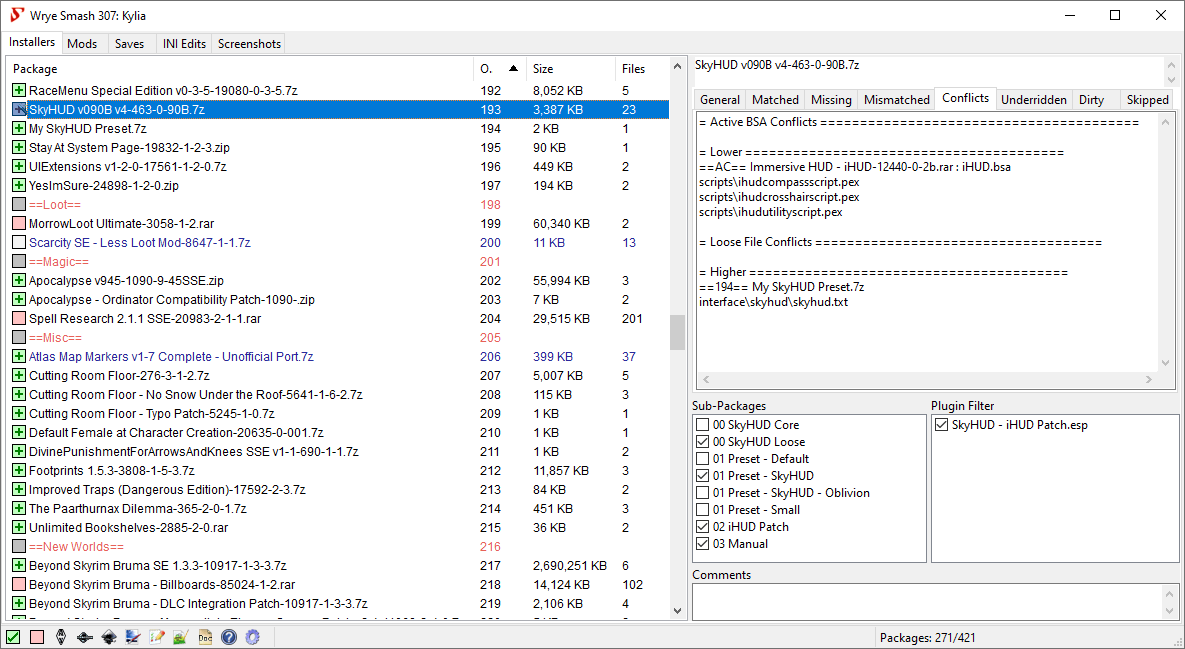 Wrye Smash 307: Kylia
Installers Mods Saves INI Edits Screenshots
Package O. Size Files
RaceMenu Special Edition v0-3-5-19080-0-3-5.7z 192 8,052 KB 5
SkyHUD v090B v4-463-0-90B.7z 193 3,387 KB 23
My SkyHUD Preset.7z 194 2 KB 1
Stay At System Page-19832-1-2-3.zip 195 90 KB 1
UIExtensions v1-2-0-17561-1-2-0.7z 196 449 KB 2
YesImSure-24898-1-2-0.zip 197 194 KB 2
==Loot== 198
MorrowLoot Ultimate-3058-1-2.rar 199 60,340 KB 2
Scarcity SE - Less Loot Mod-8647-1-1.7z 200 11 KB 13
==Magic== 201
Apocalypse v945-1090-9-45SSE.zip 202 55,994 KB 3
Apocalypse - Ordinator Compatibility Patch-1090-.zip 203 7 KB 2
Spell Research 2.1.1 SSE-20983-2-1-1.rar 204 29,515 KB 201
==Misc== 205
Atlas Map Markers v1-7 Complete - Unofficial Port.7z 206 399 KB 37
Cutting Room Floor-276-3-1-2.7z 207 5,007 KB 5
Cutting Room Floor - No Snow Under the Roof-5641-1-6-2.7z 208 115 KB 3
Cutting Room Floor - Typo Patch-5245-1-0.7z 209 1 KB 1
Default Female at Character Creation-20635-0-001.7z 210 1 KB 1
DivinePunishmentForArrowsAndKnees SSE v1-1-690-1-1.7z 211 1 KB 2
Footprints 1.5.3-3808-1-5-3.7z 212 11,857 KB 3
Improved Traps (Dangerous Edition)-17592-2-3.7z 213 84 KB 2
The Paarthurnax Dilemma-365-2-0-1.7z 214 451 KB 3
Unlimited Bookshelves-2885-2-0.rar 215 36 KB 2
==New Worlds== 216
Beyond Skyrim Bruma SE 1.3.3-10917-1-3-3.7z 217 2,690,251 KB 6
Beyond Skyrim Bruma - Billboards-85024-1-2.rar 218 14,124 KB 102
Beyond Skyrim Bruma - DLC Integration Patch-10917-1-3-3.7z 219 2,106 KB 4
SkyHUD v090B v4-463-0-90B.7z
General Matched Missing Mismatched Conflicts Underridden Dirty Skipped
= Active BSA Conflicts ========================================
= Lower ========================================
==AC== Immersive HUD - iHUD-12440-0-2b.rar : iHUD.bsa
scripts\ihudcompassscript.pex
scripts\ihudcrosshairscript.pex
scripts\ihudutilityscript.pex
= Loose File Conflicts ====================================
= Higher ========================================
==194== My SkyHUD Preset.7z
interface\skyhud\skyhud.txt
Sub-Packages
00 SkyHUD Core
00 SkyHUD Loose
01 Preset - Default
01 Preset - SkyHUD
01 Preset - SkyHUD - Oblivion
01 Preset - Small
02 iHUD Patch
03 Manual
Plugin Filter
SkyHUD - iHUD Patch.esp
Comments
Doc
Packages: 271/421